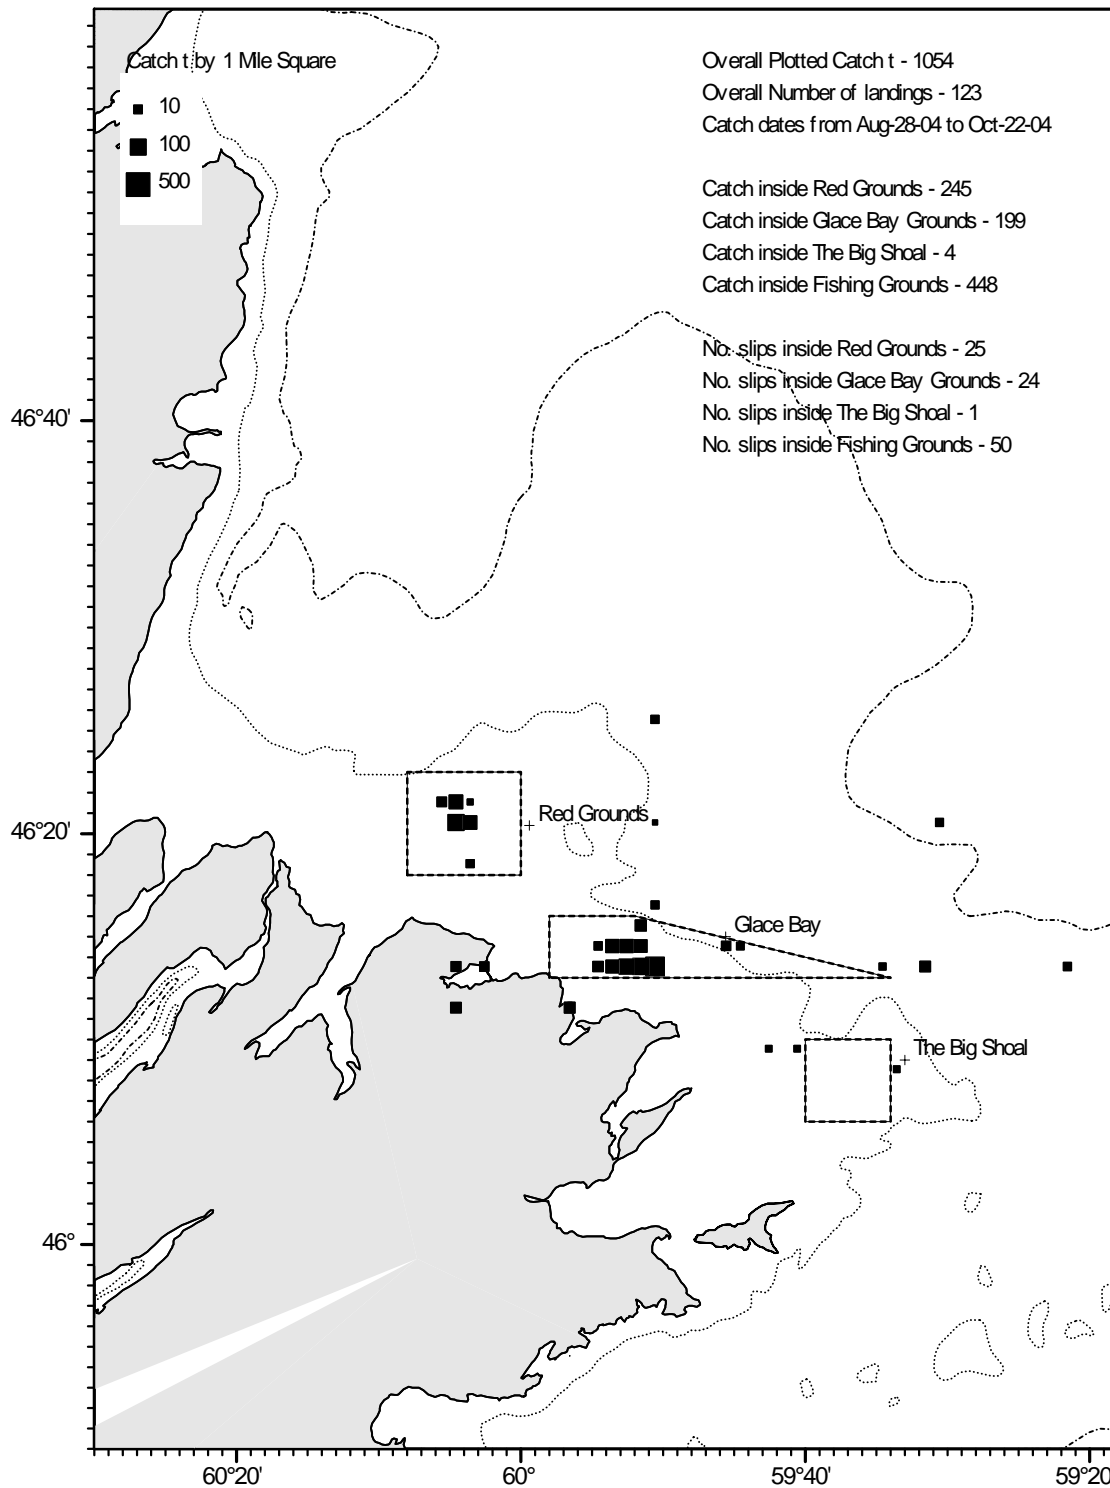 Catch t by 1 Mile Square
10
100
500
Overall Plotted Catch t - 1054
Overall Number of landings - 123
Catch dates from Aug-28-04 to Oct-22-04
Catch inside Red Grounds - 245
Catch inside Glace Bay Grounds - 199
Catch inside The Big Shoal - 4
Catch inside Fishing Grounds - 448
No. slips inside Red Grounds - 25
No. slips inside Glace Bay Grounds - 24
No. slips inside The Big Shoal - 1
No. slips inside Fishing Grounds - 50
46°40'
46°20'
46°
Red Grounds
Glace Bay
The Big Shoal
60°20'
60°
59°40'
59°20'